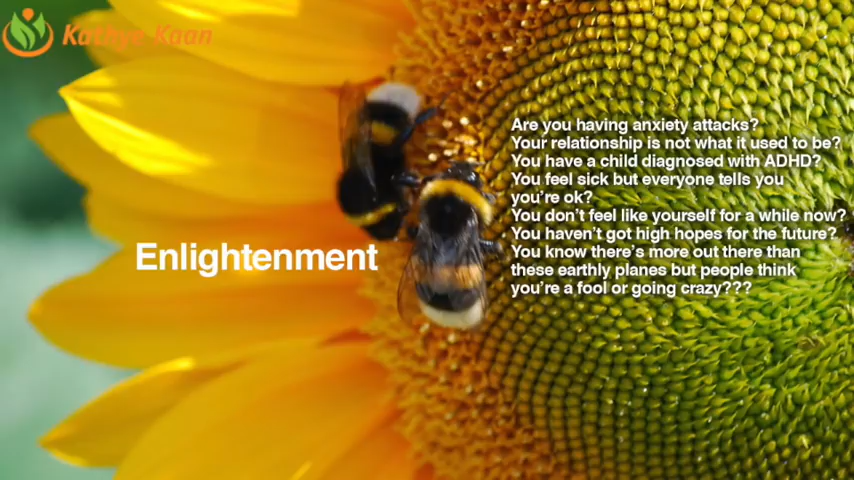 Kathye Kaan
Are you having anxiety attacks?
Your relationship is not what it used to be?
You have a child diagnosed with ADHD?
You feel sick but everyone tells you
you're ok?
You don't feel like yourself for a while now?
You haven't got high hopes for the future?
You know there's more out there than
these earthly planes but people think
you're a fool or going crazy???
Enlightenment